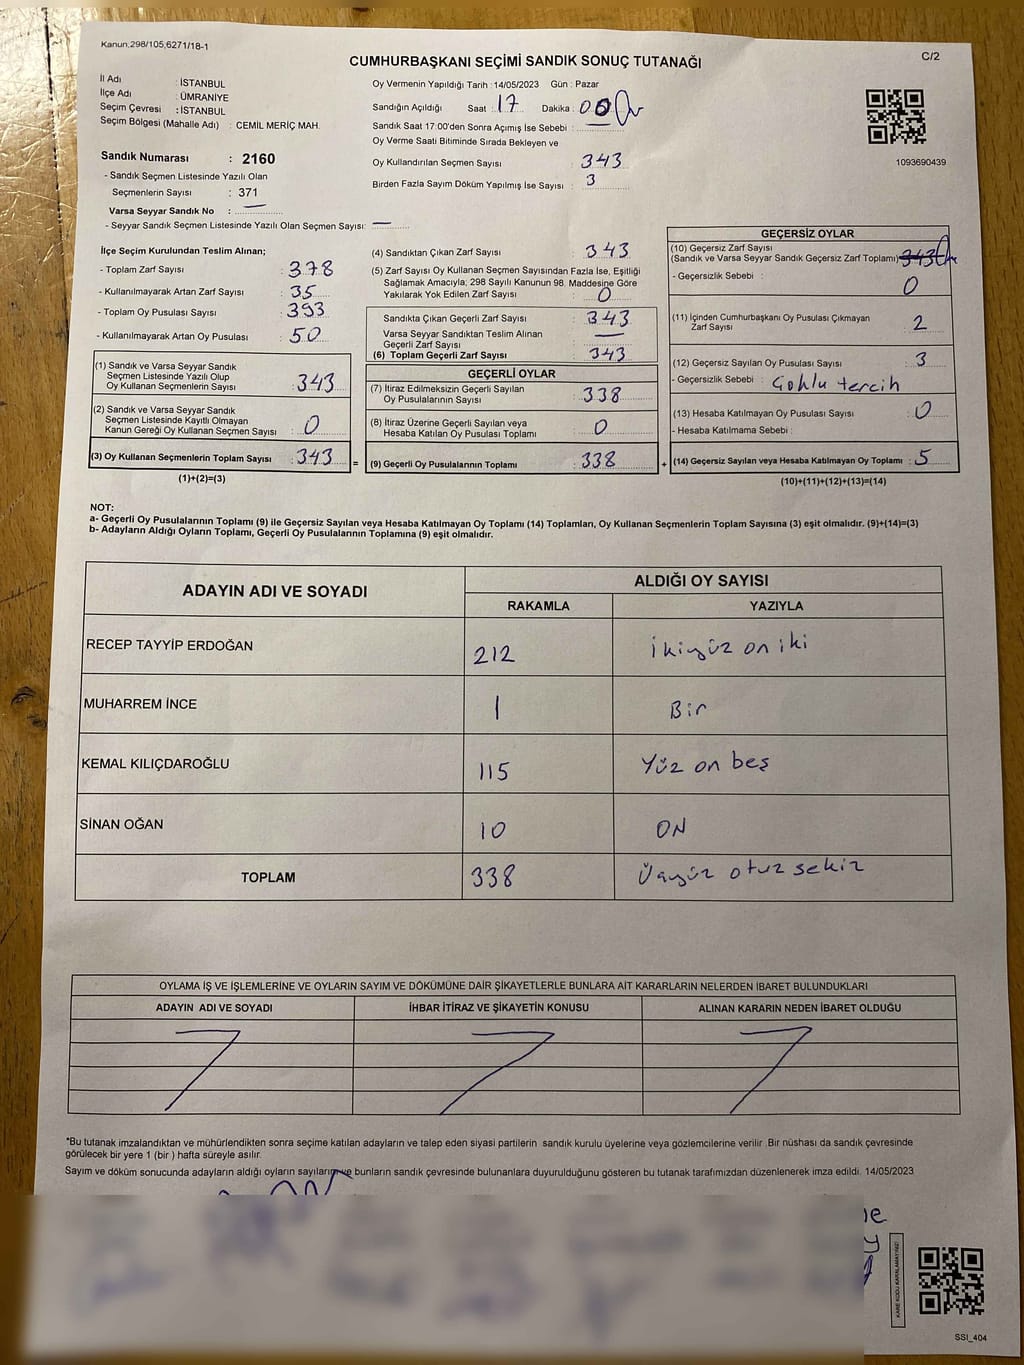 Kanun;298/105,6271/18-1
C/2
CUMHURBAŞKANI SEÇİMİ SANDIK SONUÇ TUTANAĞI
İl Adı : İSTANBUL
İlçe Adı : ÜMRANİYE
Seçim Çevresi : İSTANBUL
Seçim Bölgesi (Mahalle Adı) : CEMİL MERİÇ MAH.
Oy Vermenin Yapıldığı Tarih : 14/05/2023 Gün : Pazar
Sandığın Açıldığı Saat : 17 Dakika : 00
Sandık Saat 17:00'den Sonra Açımış İse Sebebi :
Oy Verme Saati Bitiminde Sırada Bekleyen ve
Oy Kullandırılan Seçmen Sayısı : 343
Birden Fazla Sayım Döküm Yapılmış İse Sayısı : 3
1093690439
Sandık Numarası : 2160
- Sandık Seçmen Listesinde Yazılı Olan
Seçmenlerin Sayısı : 371
Varsa Seyyar Sandık No : —
- Seyyar Sandık Seçmen Listesinde Yazılı Olan Seçmen Sayısı: —
İlçe Seçim Kurulundan Teslim Alınan;
- Toplam Zarf Sayısı : 378
- Kullanılmayarak Artan Zarf Sayısı : 35
- Toplam Oy Pusulası Sayısı : 393
- Kullanılmayarak Artan Oy Pusulası : 50
(1) Sandık ve Varsa Seyyar Sandık
Seçmen Listesinde Yazılı Olup
Oy Kullanan Seçmenlerin Sayısı : 343
(2) Sandık ve Varsa Seyyar Sandık
Seçmen Listesinde Kayıtlı Olmayan
Kanun Gereği Oy Kullanan Seçmen Sayısı : 0
(3) Oy Kullanan Seçmenlerin Toplam Sayısı : 343
(1)+(2)=(3)
(4) Sandıktan Çıkan Zarf Sayısı : 343
(5) Zarf Sayısı Oy Kullanan Seçmen Sayısından Fazla İse, Eşitliği
Sağlamak Amacıyla, 298 Sayılı Kanunun 98. Maddesine Göre
Yakılarak Yok Edilen Zarf Sayısı : 0
Sandıkta Çıkan Geçerli Zarf Sayısı : 343
Varsa Seyyar Sandıktan Teslim Alınan
Geçerli Zarf Sayısı : —
(6) Toplam Geçerli Zarf Sayısı : 343
GEÇERLİ OYLAR
(7) İtiraz Edilmeksizin Geçerli Sayılan
Oy Pusulalarının Sayısı : 338
(8) İtiraz Üzerine Geçerli Sayılan veya
Hesaba Katılan Oy Pusulası Toplamı : 0
= (9) Geçerli Oy Pusulalarının Toplamı : 338
GEÇERSİZ OYLAR
(10) Geçersiz Zarf Sayısı
(Sandık ve Varsa Seyyar Sandık Geçersiz Zarf Toplamı) : 343
- Geçersizlik Sebebi : 0
(11) İçinden Cumhurbaşkanı Oy Pusulası Çıkmayan
Zarf Sayısı : 2
(12) Geçersiz Sayılan Oy Pusulası Sayısı : 3
- Geçersizlik Sebebi : Çoklu tercih
(13) Hesaba Katılmayan Oy Pusulası Sayısı : 0
- Hesaba Katılmama Sebebi :
+ (14) Geçersiz Sayılan veya Hesaba Katılmayan Oy Toplamı : 5
(10)+(11)+(12)+(13)=(14)
NOT:
a- Geçerli Oy Pusulalarının Toplamı (9) ile Geçersiz Sayılan veya Hesaba Katılmayan Oy Toplamı (14) Toplamları, Oy Kullanan Seçmenlerin Toplam Sayısına (3) eşit olmalıdır. (9)+(14)=(3)
b- Adayların Aldığı Oyların Toplamı, Geçerli Oy Pusulalarının Toplamına (9) eşit olmalıdır.
ADAYIN ADI VE SOYADI ALDIĞI OY SAYISI
RAKAMLA YAZIYLA
RECEP TAYYİP ERDOĞAN 212 ikiyüz on iki
MUHARREM İNCE 1 Bir
KEMAL KILIÇDAROĞLU 115 Yüz on beş
SİNAN OĞAN 10 ON
TOPLAM 338 Üçyüz otuz sekiz
OYLAMA İŞ VE İŞLEMLERİNE VE OYLARIN SAYIM VE DÖKÜMÜNE DAİR ŞİKAYETLERLE BUNLARA AİT KARARLARIN NELERDEN İBARET BULUNDUKLARI
ADAYIN ADI VE SOYADI İHBAR İTİRAZ VE ŞİKAYETİN KONUSU ALINAN KARARIN NEDEN İBARET OLDUĞU
*Bu tutanak imzalandıktan ve mühürlendikten sonra seçime katılan adayların ve talep eden siyasi partilerin sandık kurulu üyelerine veya gözlemcilerine verilir .Bir nüshası da sandık çevresinde
görülecek bir yere 1 (bir ) hafta süreyle asılır.
Sayım ve döküm sonucunda adayların aldığı oyların sayıların ve bunların sandık çevresinde bulunanlara duyurulduğunu gösteren bu tutanak tarafımızdan düzenlenerek imza edildi. 14/05/2023
KARE KODU KARALAMAYINIZ!
SSI_404